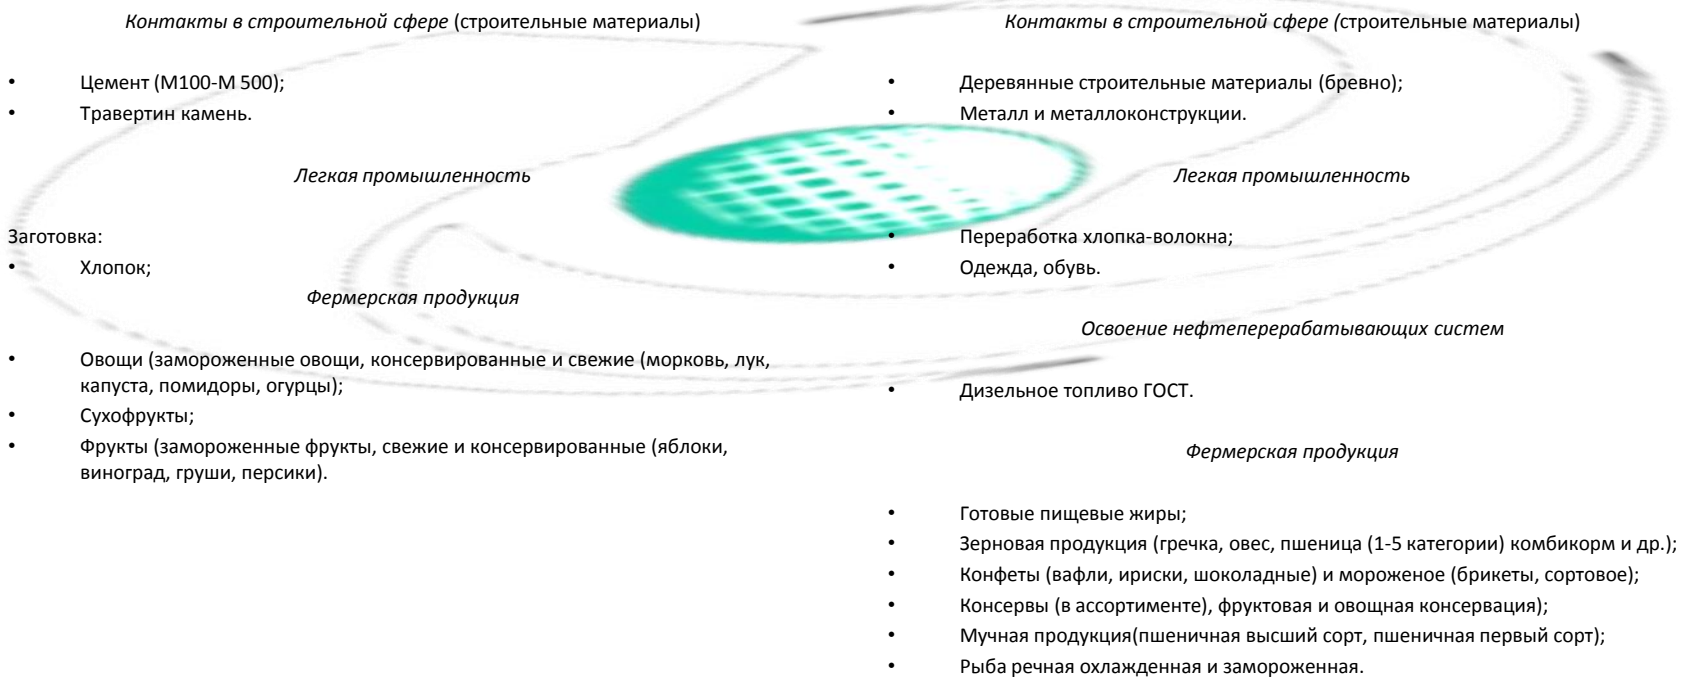 Контакты в строительной сфере (строительные материалы)
• Цемент (М100-М 500);
• Травертин камень.
Легкая промышленность
Заготовка:
• Хлопок;
Фермерская продукция
• Овощи (замороженные овощи, консервированные и свежие (морковь, лук,
капуста, помидоры, огурцы);
• Сухофрукты;
• Фрукты (замороженные фрукты, свежие и консервированные (яблоки,
виноград, груши, персики).
Контакты в строительной сфере (строительные материалы)
• Деревянные строительные материалы (бревно);
• Металл и металлоконструкции.
Легкая промышленность
• Переработка хлопка-волокна;
• Одежда, обувь.
Освоение нефтеперерабатывающих систем
• Дизельное топливо ГОСТ.
Фермерская продукция
• Готовые пищевые жиры;
• Зерновая продукция (гречка, овес, пшеница (1-5 категории) комбикорм и др.);
• Конфеты (вафли, ириски, шоколадные) и мороженое (брикеты, сортовое);
• Консервы (в ассортименте), фруктовая и овощная консервация);
• Мучная продукция(пшеничная высший сорт, пшеничная первый сорт);
• Рыба речная охлажденная и замороженная.